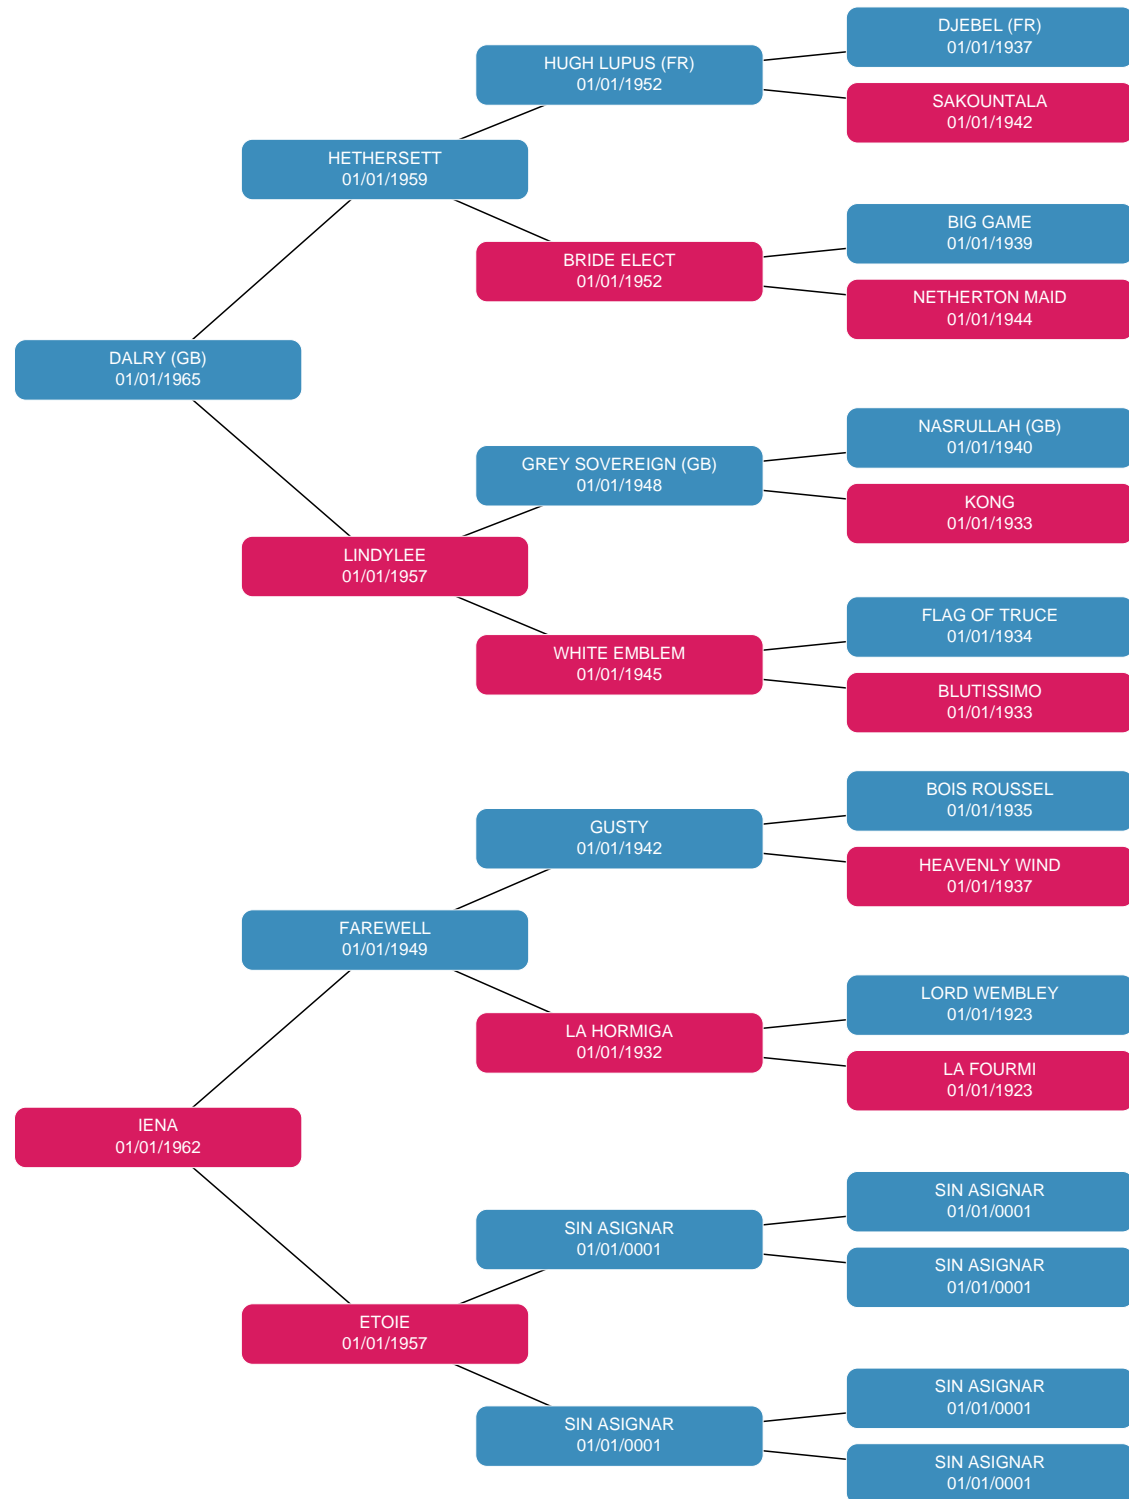 DJEBEL (FR)
01/01/1937
HUGH LUPUS (FR)
01/01/1952
SAKOUNTALA
01/01/1942
HETHERSETT
01/01/1959
BIG GAME
01/01/1939
BRIDE ELECT
01/01/1952
NETHERTON MAID
01/01/1944
DALRY (GB)
01/01/1965
NASRULLAH (GB)
01/01/1940
GREY SOVEREIGN (GB)
01/01/1948
KONG
01/01/1933
LINDYLEE
01/01/1957
FLAG OF TRUCE
01/01/1934
WHITE EMBLEM
01/01/1945
BLUTISSIMO
01/01/1933
BOIS ROUSSEL
01/01/1935
GUSTY
01/01/1942
HEAVENLY WIND
01/01/1937
FAREWELL
01/01/1949
LORD WEMBLEY
01/01/1923
LA HORMIGA
01/01/1932
LA FOURMI
01/01/1923
IENA
01/01/1962
SIN ASIGNAR
01/01/0001
SIN ASIGNAR
01/01/0001
SIN ASIGNAR
01/01/0001
ETOIE
01/01/1957
SIN ASIGNAR
01/01/0001
SIN ASIGNAR
01/01/0001
SIN ASIGNAR
01/01/0001